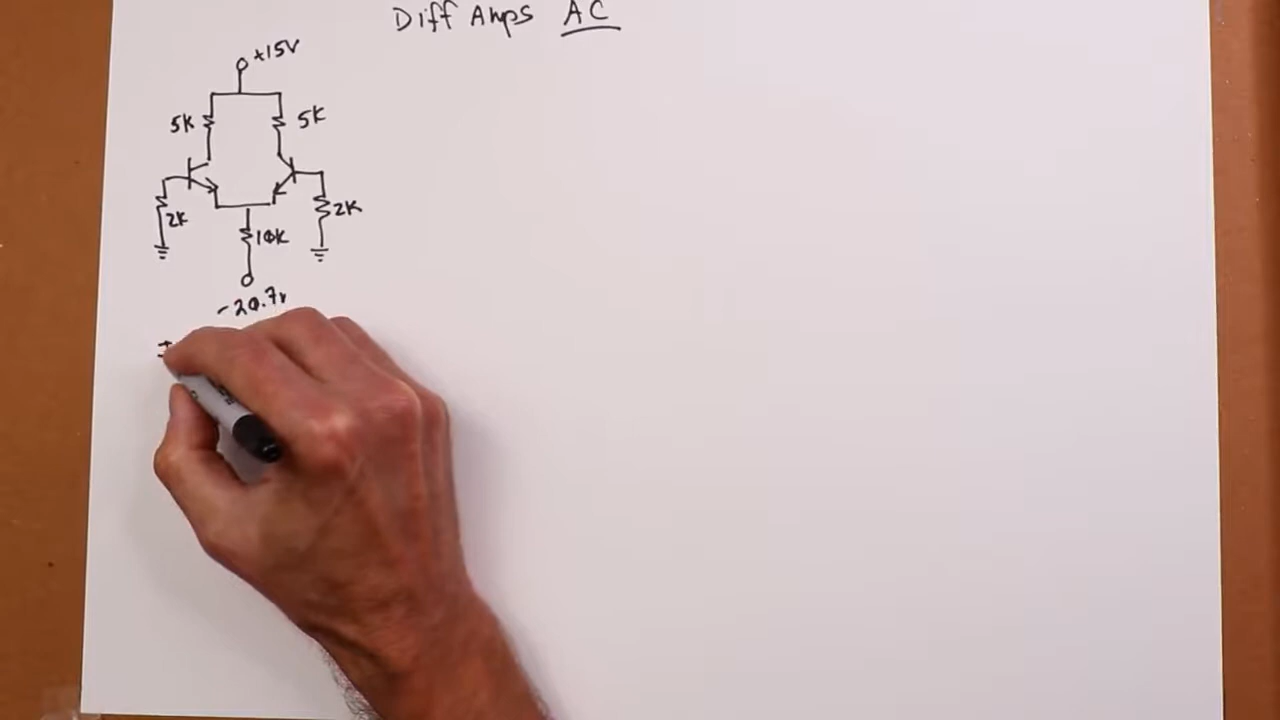 Diff Amps AC
+15V
5K 5K
2K 2K
10K
-20.7V